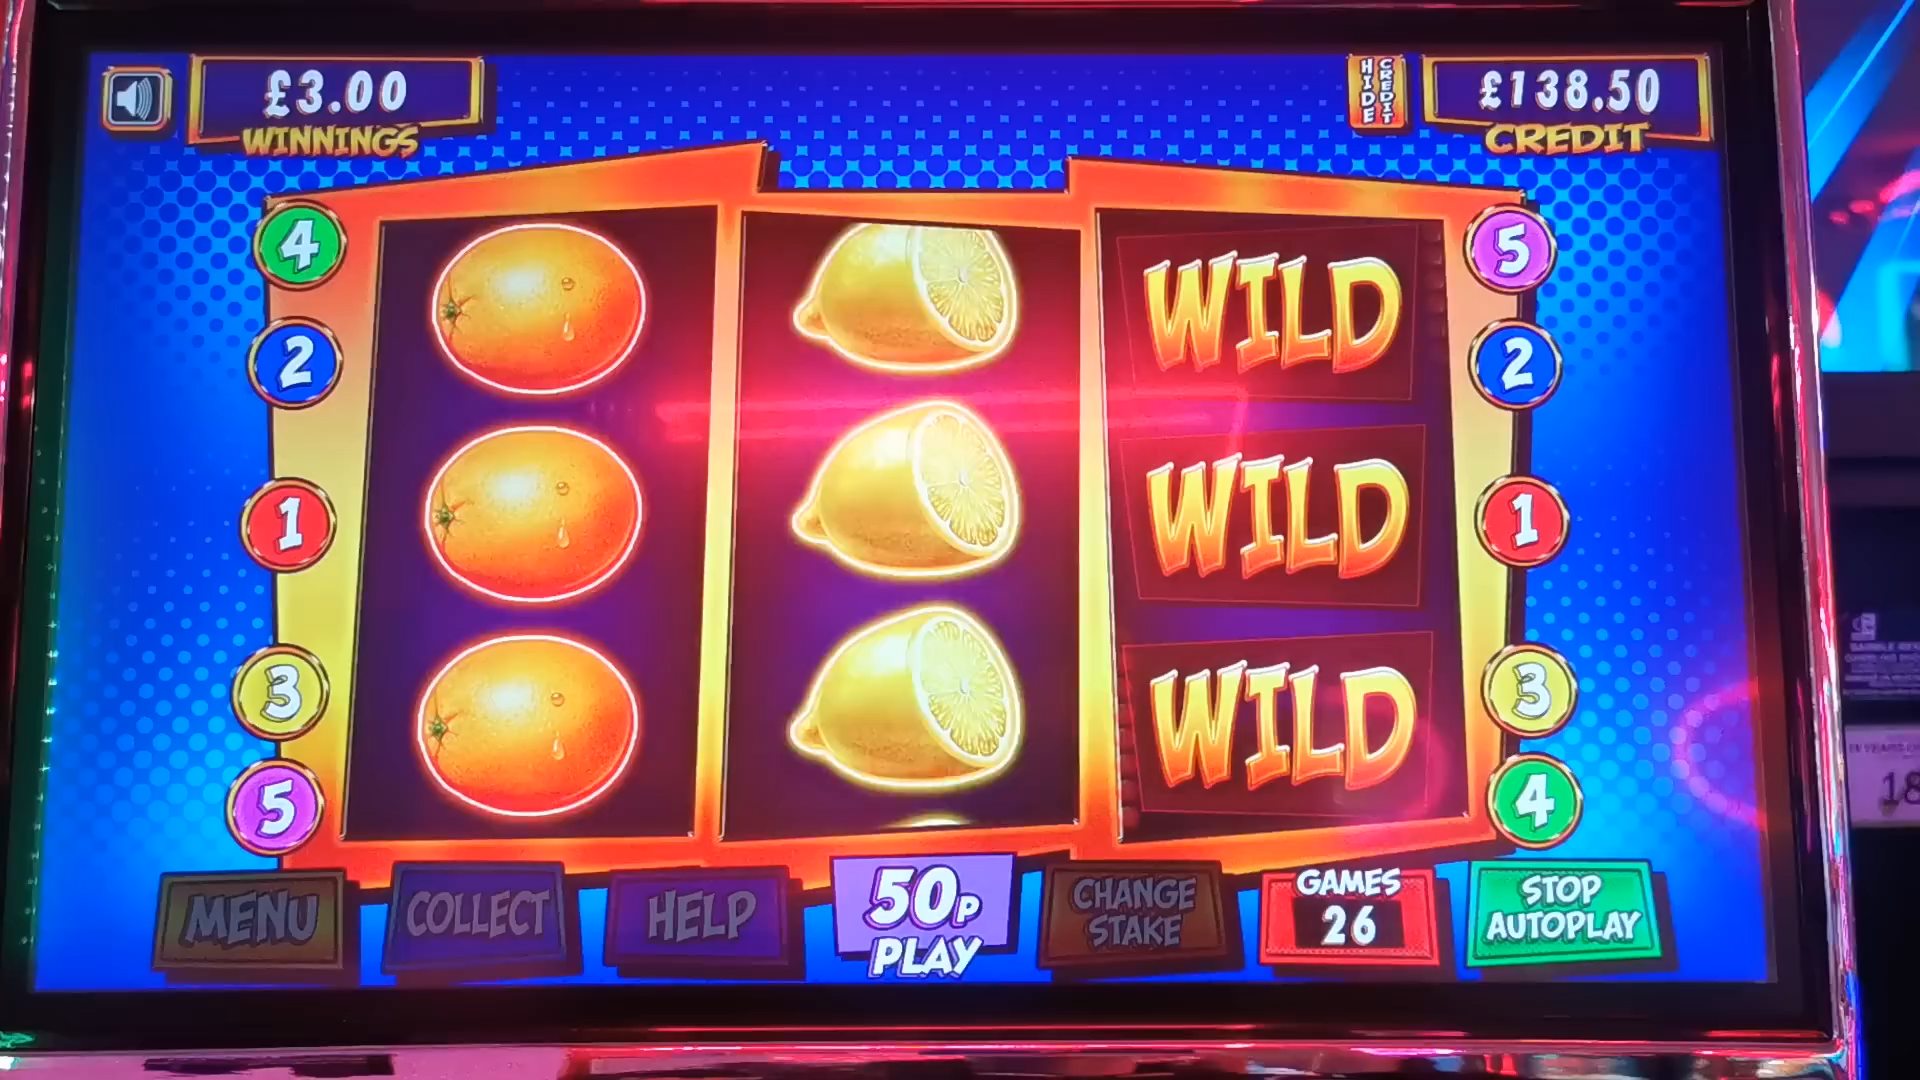 £3.00
WINNINGS
HIDE
CREDIT
£138.50
CREDIT
4
5
2
2
1
1
3
3
5
4
WILD
WILD
WILD
MENU
COLLECT
HELP
50P
PLAY
CHANGE
STAKE
GAMES
26
STOP
AUTOPLAY
18